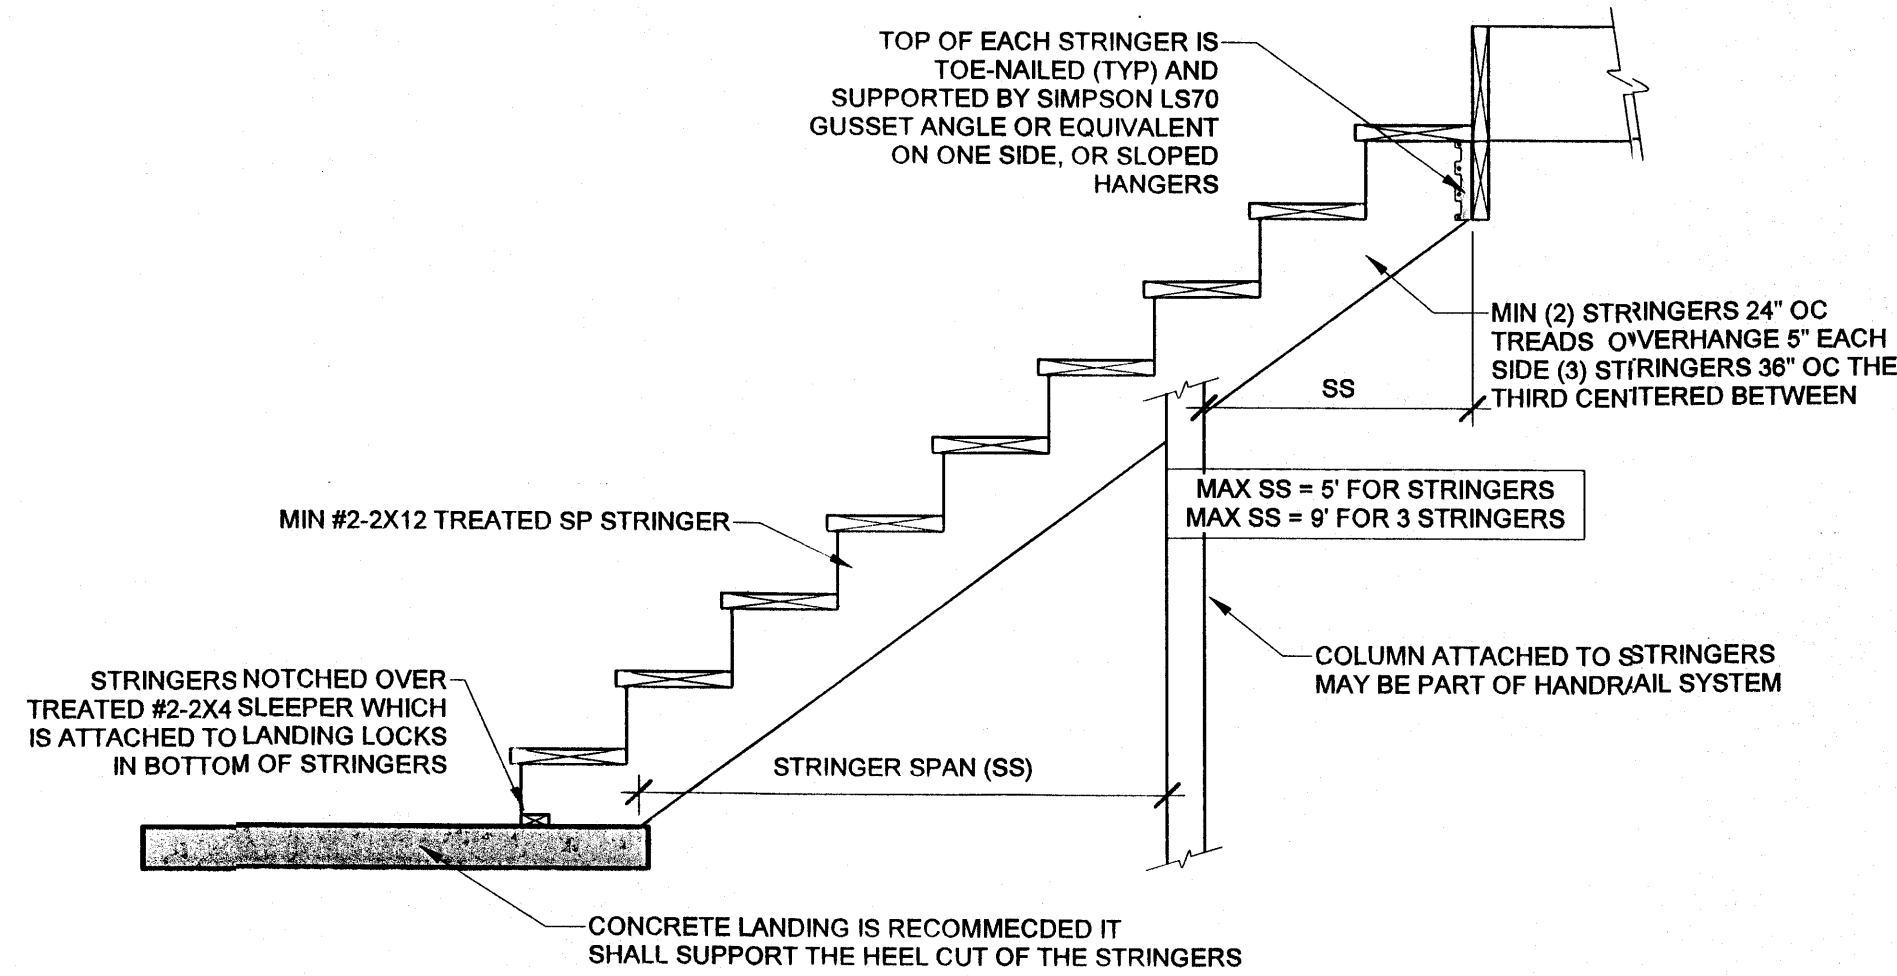 TOP OF EACH STRINGER IS
TOE-NAILED (TYP) AND
SUPPORTED BY SIMPSON LS70
GUSSET ANGLE OR EQUIVALENT
ON ONE SIDE, OR SLOPED
HANGERS
MIN (2) STRINGERS 24" OC
TREADS OVERHANGE 5" EACH
SIDE (3) STRINGERS 36" OC THE
THIRD CENTERED BETWEEN
SS
MAX SS = 5' FOR STRINGERS
MAX SS = 9' FOR 3 STRINGERS
MIN #2-2X12 TREATED SP STRINGER
COLUMN ATTACHED TO STRINGERS
MAY BE PART OF HANDRAIL SYSTEM
STRINGERS NOTCHED OVER
TREATED #2-2X4 SLEEPER WHICH
IS ATTACHED TO LANDING LOCKS
IN BOTTOM OF STRINGERS
STRINGER SPAN (SS)
CONCRETE LANDING IS RECOMMECDED IT
SHALL SUPPORT THE HEEL CUT OF THE STRINGERS